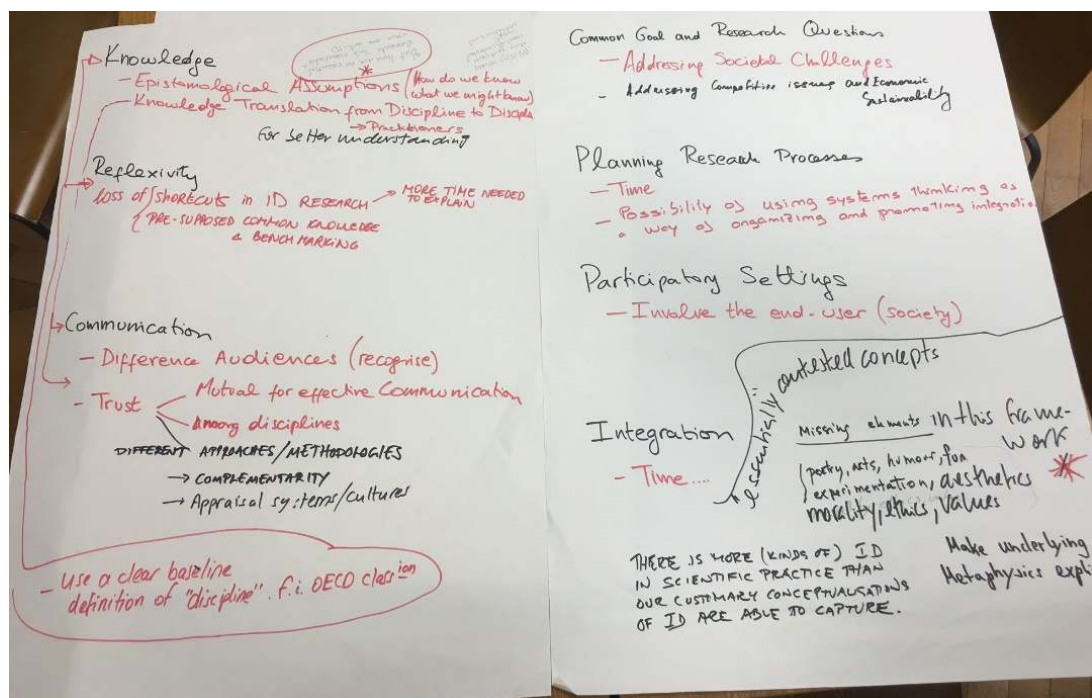 Knowledge
- Epistomological Assumptions (How do we know
what we might know)
- Knowledge Translation from Discipline to Discipli
→ Practitioners
For better understanding
Reflexivity
loss of / SHORTCUTS in ID RESEARCH → MORE TIME NEEDED
TO EXPLAIN
PRE-SUPPOSED COMMON KNOWLEDGE
& BENCHMARKING
Communication
- Difference Audiences (recognise)
- Trust
Mutual for effective Communication
Among disciplines
DIFFERENT APPROACHES/METHODOLOGIES
→ COMPLEMENTARITY
→ Appraisal systems/cultures
- use a clear baseline
definition of "discipline". f.i. OECD classion
Common Goal and Research Questions
- Addressing Societal Challenges
- Addressing Competitive issues and Economic
Sustainability
Planning Research Processes
- Time
- Possibility of using systems thinking as
a way of organizing and promoting integratio
Participatory Settings
- Involve the end-user (society)
"essentially" contested concepts
Integration
- Time....
Missing elements in this frame-
work
(poetry, arts, humor, fun
experimentation, aesthetics
morality, ethics, values
THERE IS MORE (KINDS OF) ID
IN SCIENTIFIC PRACTICE THAN
OUR CUSTOMARY CONCEPTUALISATIONS
OF ID ARE ABLE TO CAPTURE.
Make underlying
Metaphysics expli